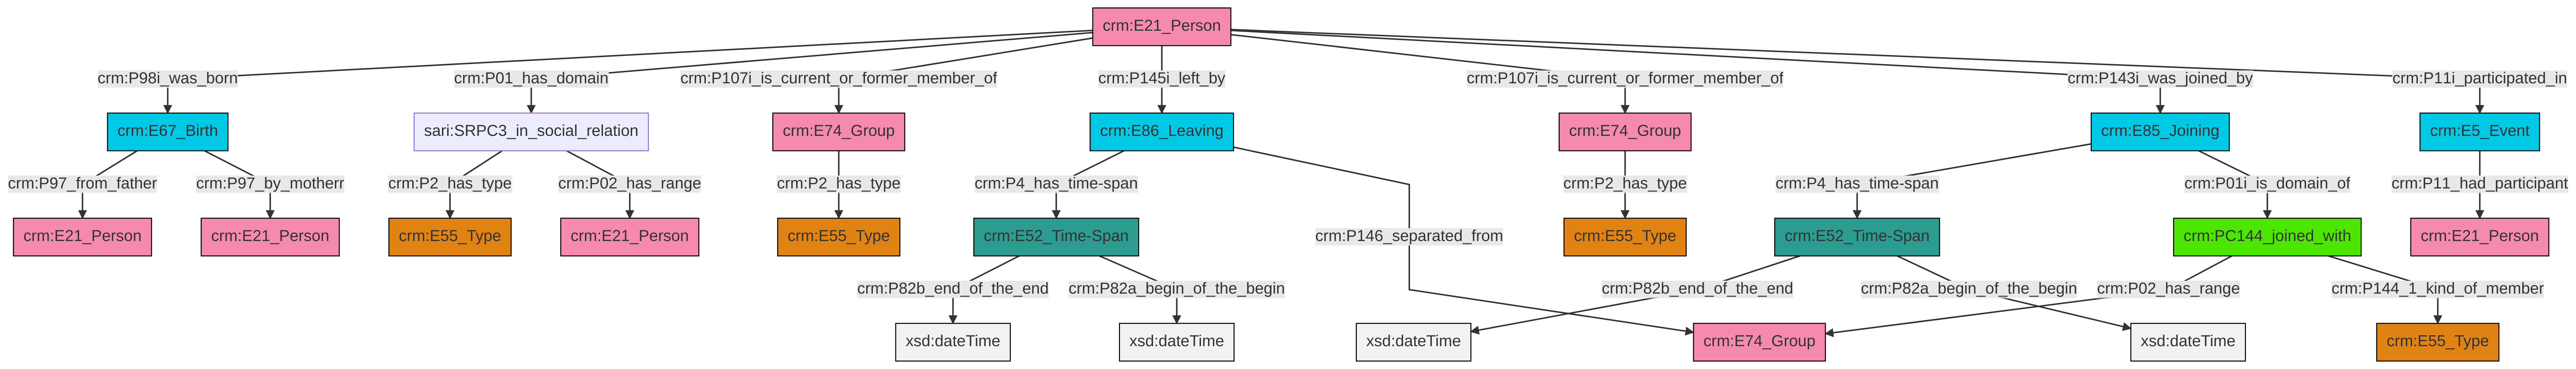 crm:E21_Person
crm:P98i_was_born
crm:P01_has_domain
crm:P107i_is_current_or_former_member_of
crm:P145i_left_by
crm:P107i_is_current_or_former_member_of
crm:P143i_was_joined_by
crm:P11i_participated_in
crm:E67_Birth
sari:SRPC3_in_social_relation
crm:E74_Group
crm:E86_Leaving
crm:E74_Group
crm:E85_Joining
crm:E5_Event
crm:P97_from_father
crm:P97_by_motherr
crm:P2_has_type
crm:P02_has_range
crm:P2_has_type
crm:P4_has_time-span
crm:P146_separated_from
crm:P2_has_type
crm:P4_has_time-span
crm:P01i_is_domain_of
crm:P11_had_participant
crm:E21_Person
crm:E21_Person
crm:E55_Type
crm:E21_Person
crm:E55_Type
crm:E52_Time-Span
crm:E55_Type
crm:E52_Time-Span
crm:PC144_joined_with
crm:E21_Person
crm:P82b_end_of_the_end
crm:P82a_begin_of_the_begin
crm:P82b_end_of_the_end
crm:P82a_begin_of_the_begin
crm:P02_has_range
crm:P144_1_kind_of_member
xsd:dateTime
xsd:dateTime
xsd:dateTime
crm:E74_Group
xsd:dateTime
crm:E55_Type